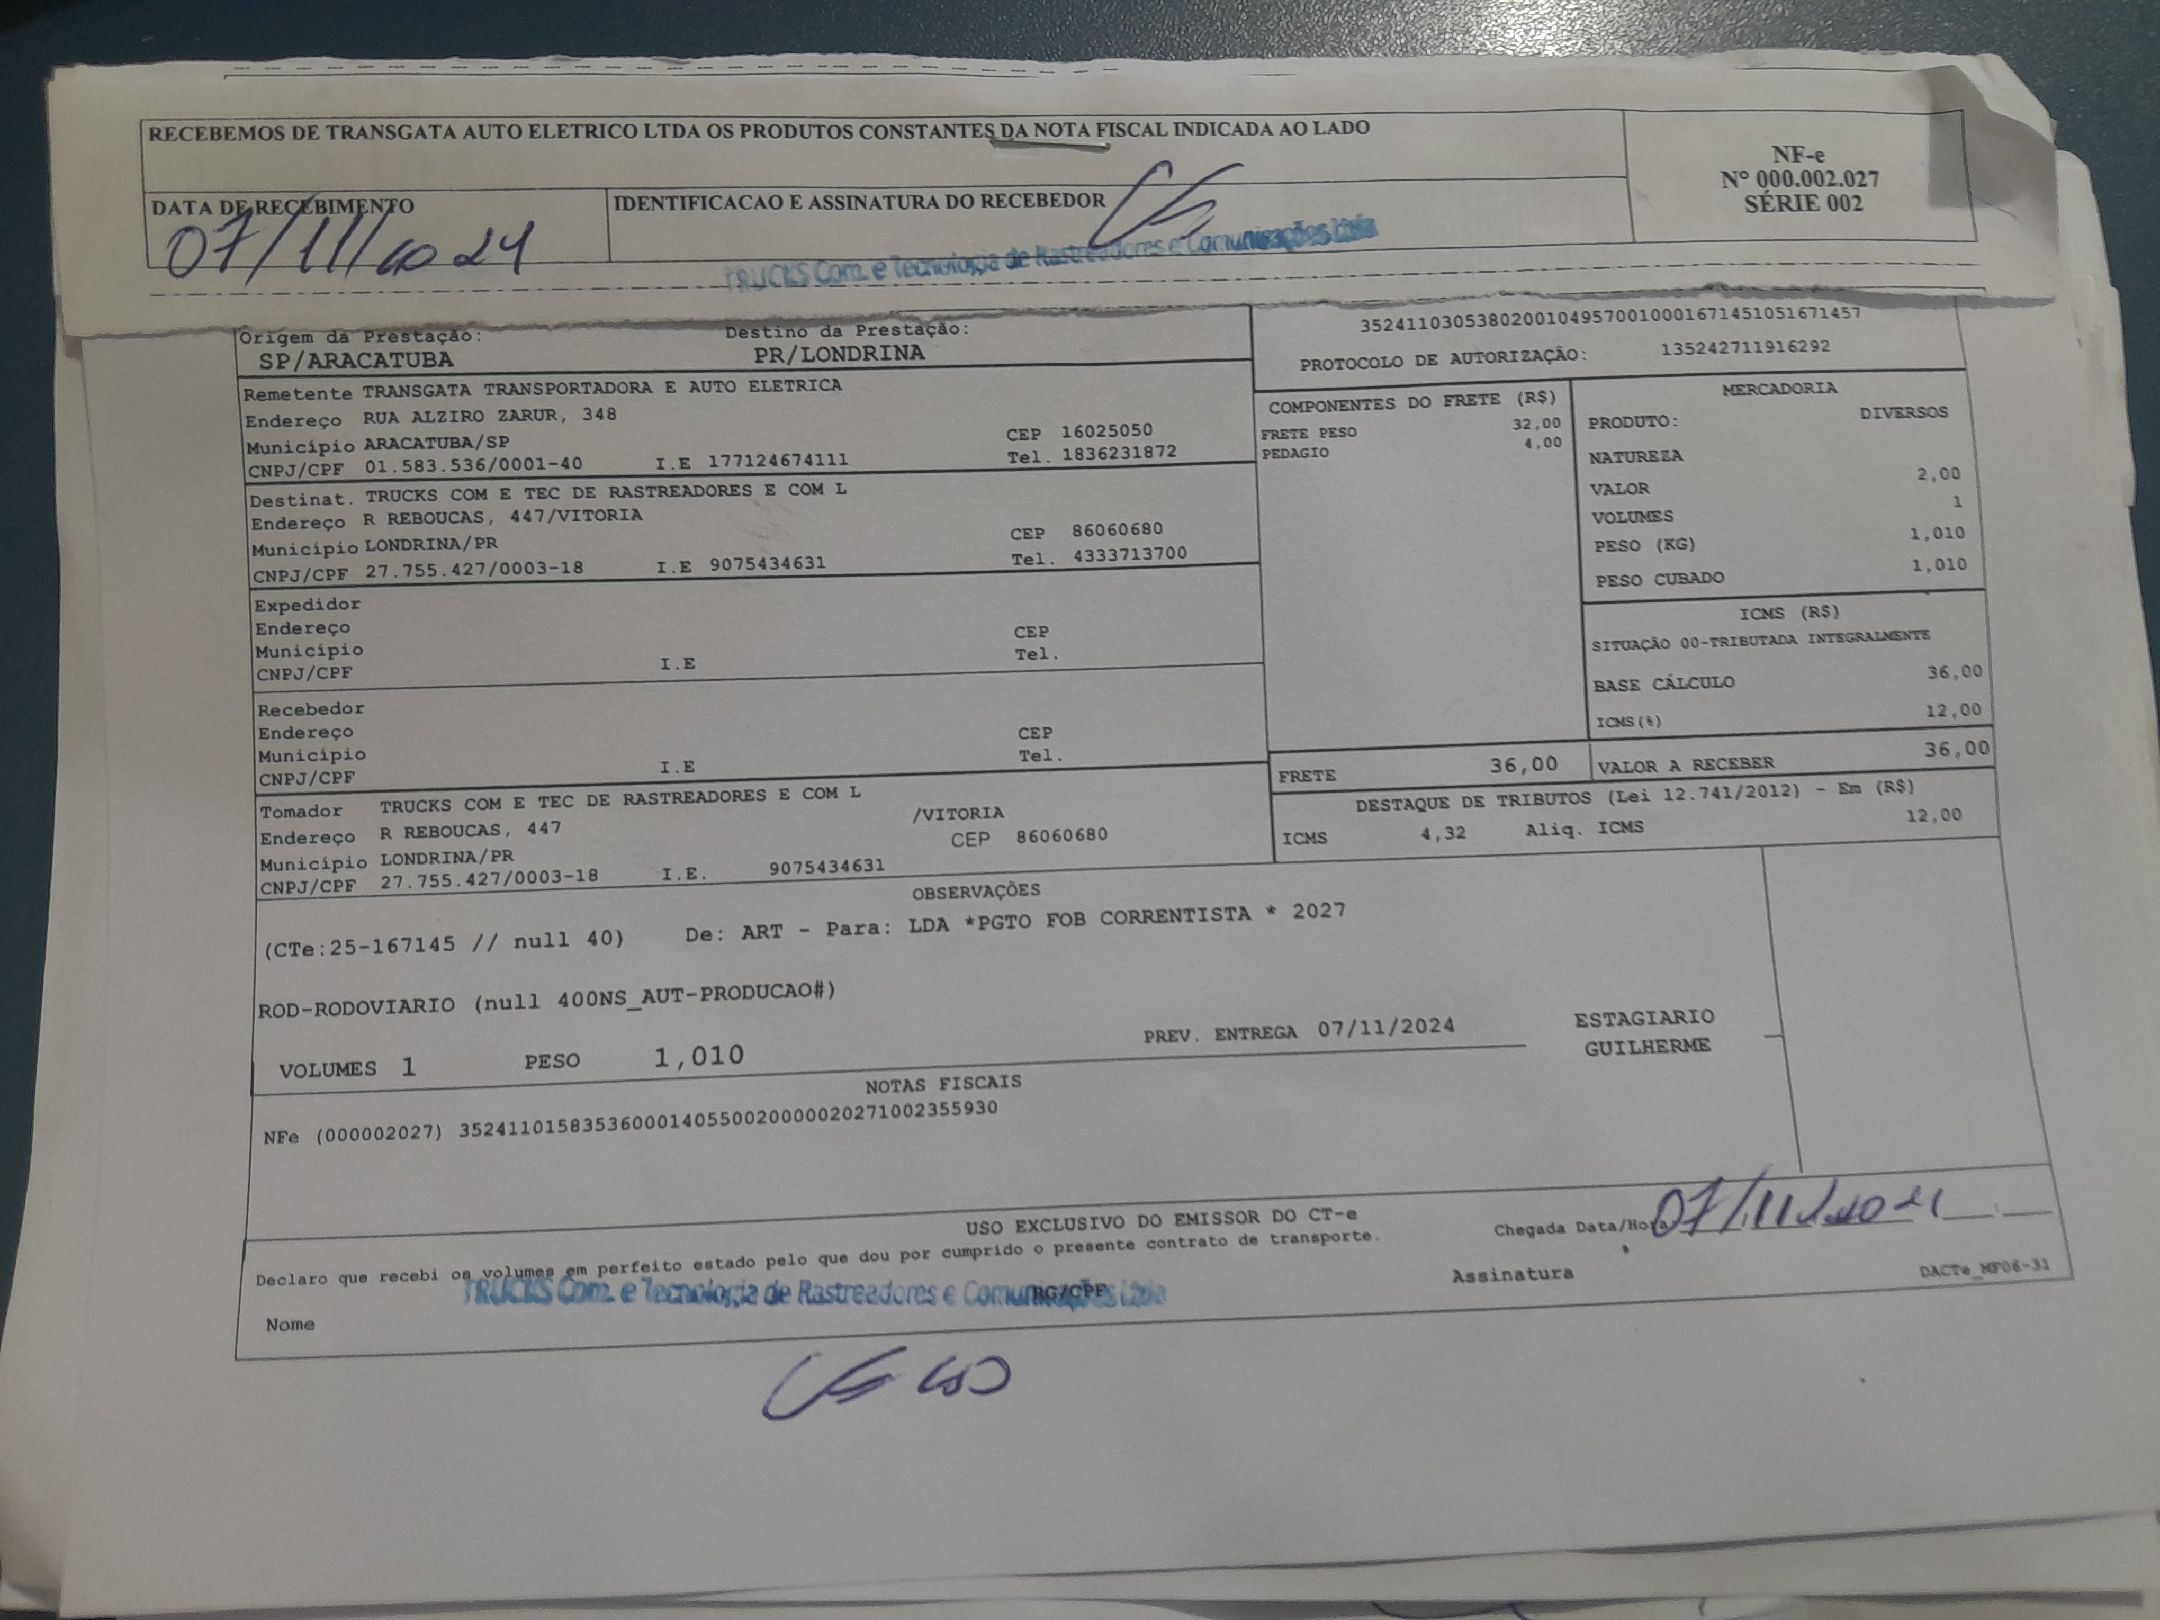 RECEBEMOS DE TRANSGATA AUTO ELETRICO LTDA OS PRODUTOS CONSTANTES DA NOTA FISCAL INDICADA AO LADO
NF-e
Nº 000.002.027
SÉRIE 002
DATA DE RECEBIMENTO
07/11/2024
IDENTIFICACAO E ASSINATURA DO RECEBEDOR
TRUCKS Com. e Tecnologia de Rastreadores e Comunicações Ltda
Origem da Prestação: Destino da Prestação:
SP/ARACATUBA PR/LONDRINA
35241103053802001049570010001671451051671457
PROTOCOLO DE AUTORIZAÇÃO: 135242711916292
Remetente TRANSGATA TRANSPORTADORA E AUTO ELETRICA
Endereço RUA ALZIRO ZARUR, 348
Município ARACATUBA/SP CEP 16025050
CNPJ/CPF 01.583.536/0001-40 I.E 177124674111 Tel. 1836231872
Destinat. TRUCKS COM E TEC DE RASTREADORES E COM L
Endereço R REBOUCAS, 447/VITORIA
Município LONDRINA/PR CEP 86060680
CNPJ/CPF 27.755.427/0003-18 I.E 9075434631 Tel. 4333713700
Expedidor
Endereço
Município CEP
CNPJ/CPF I.E Tel.
Recebedor
Endereço
Município CEP
CNPJ/CPF I.E Tel.
Tomador TRUCKS COM E TEC DE RASTREADORES E COM L
Endereço R REBOUCAS, 447 /VITORIA
Município LONDRINA/PR CEP 86060680
CNPJ/CPF 27.755.427/0003-18 I.E. 9075434631
COMPONENTES DO FRETE (R$)
FRETE PESO 32,00
PEDAGIO 4,00
MERCADORIA
PRODUTO: DIVERSOS
NATUREZA
VALOR 2,00
VOLUMES 1
PESO (KG) 1,010
PESO CUBADO 1,010
ICMS (R$)
SITUAÇÃO 00-TRIBUTADA INTEGRALMENTE
BASE CÁLCULO 36,00
ICMS(%) 12,00
FRETE 36,00 VALOR A RECEBER 36,00
DESTAQUE DE TRIBUTOS (Lei 12.741/2012) - Em (R$)
ICMS 4,32 Aliq. ICMS 12,00
OBSERVAÇÕES
(CTe:25-167145 // null 40) De: ART - Para: LDA *PGTO FOB CORRENTISTA * 2027
ROD-RODOVIARIO (null 400NS_AUT-PRODUCAO#)
VOLUMES 1 PESO 1,010 PREV. ENTREGA 07/11/2024
ESTAGIARIO
GUILHERME
NOTAS FISCAIS
NFe (000002027) 35241101583536000140550020000020271002355930
USO EXCLUSIVO DO EMISSOR DO CT-e
Declaro que recebi os volumes em perfeito estado pelo que dou por cumprido o presente contrato de transporte.
Chegada Data/Hora 07/11/2024 __:__
TRUCKS Com. e Tecnologia de Rastreadores e Comunicações Ltda
Nome RG/CPF Assinatura
DACTe_MF06-31